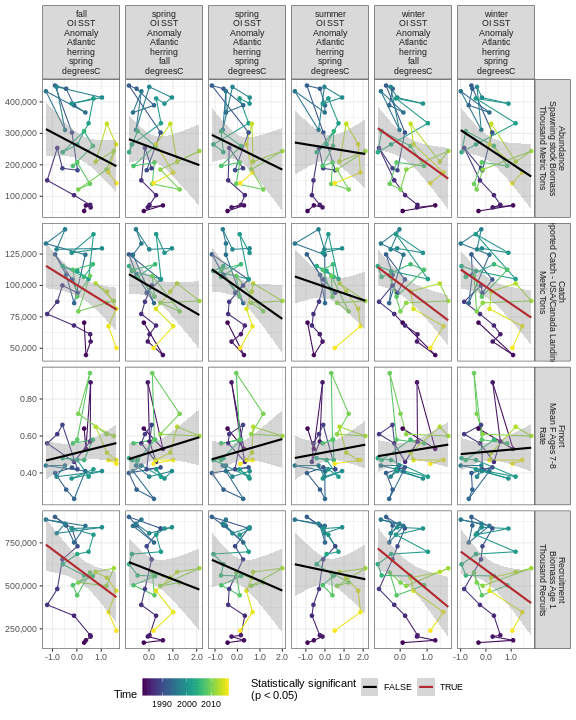 fall
OI SST
Anomaly
Atlantic
herring
spring
degreesC
spring
OI SST
Anomaly
Atlantic
herring
fall
degreesC
spring
OI SST
Anomaly
Atlantic
herring
spring
degreesC
summer
OI SST
Anomaly
Atlantic
herring
spring
degreesC
winter
OI SST
Anomaly
Atlantic
herring
fall
degreesC
winter
OI SST
Anomaly
Atlantic
herring
spring
degreesC
400,000
300,000
200,000
100,000
Abundance
Spawning stock Biomass
Thousand Metric Tons
125,000
100,000
75,000
50,000
Catch
ported Catch - USA/Canada Landin
Metric Tons
0.80
0.60
0.40
Fmort
Mean F Ages 7-8
Rate
750,000
500,000
250,000
Recruitment
Biomass Age 1
Thousand Recruits
-1.0 0.0 1.0 0.0 1.0 2.0 0.0 1.0 2.0 -1.0 0.0 1.0 2.0 -1.0 0.0 1.0 -1.0 0.0 1.0
Time
1990 2000 2010
Statistically significant
(p < 0.05)
FALSE
TRUE